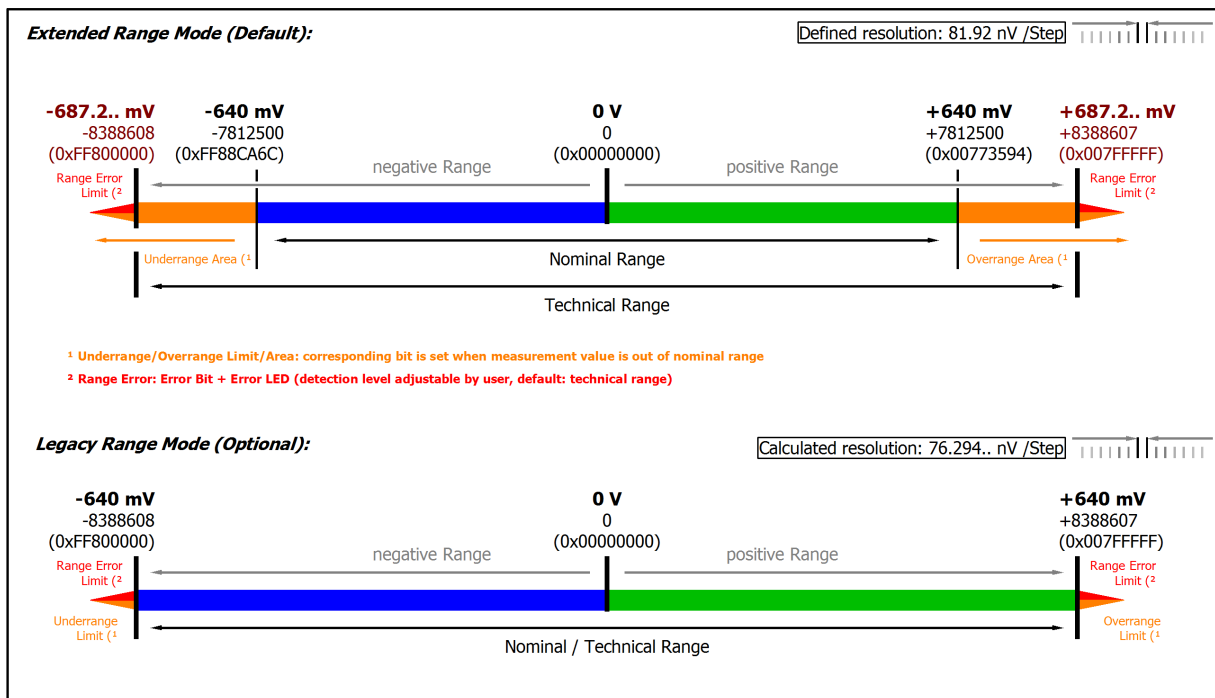 Extended Range Mode (Default):
Defined resolution: 81.92 nV /Step
-687.2.. mV
-8388608
(0xFF800000)
-640 mV
-7812500
(0xFF88CA6C)
0 V
0
(0x00000000)
+640 mV
+7812500
(0x00773594)
+687.2.. mV
+8388607
(0x007FFFFF)
negative Range
positive Range
Range Error
Limit (²
Range Error
Limit (²
Underrange Area (¹
Nominal Range
Overrange Area (¹
Technical Range
¹ Underrange/Overrange Limit/Area: corresponding bit is set when measurement value is out of nominal range
² Range Error: Error Bit + Error LED (detection level adjustable by user, default: technical range)
Legacy Range Mode (Optional):
Calculated resolution: 76.294.. nV /Step
-640 mV
-8388608
(0xFF800000)
0 V
0
(0x00000000)
+640 mV
+8388607
(0x007FFFFF)
negative Range
positive Range
Range Error
Limit (²
Range Error
Limit (²
Underrange
Limit (¹
Overrange
Limit (¹
Nominal / Technical Range